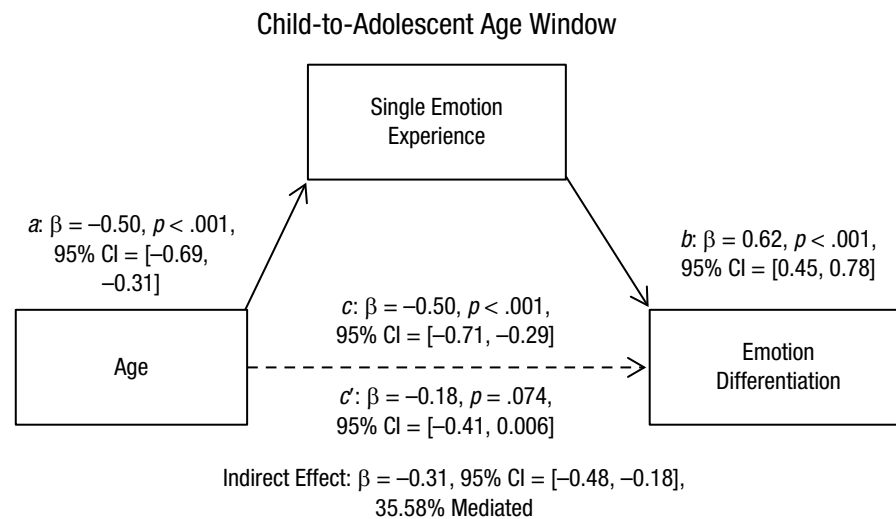 Child-to-Adolescent Age Window
Single Emotion
Experience
a: β = –0.50, p < .001,
95% CI = [–0.69,
–0.31]
b: β = 0.62, p < .001,
95% CI = [0.45, 0.78]
c: β = –0.50, p < .001,
95% CI = [–0.71, –0.29]
Age
Emotion
Differentiation
c′: β = –0.18, p = .074,
95% CI = [–0.41, 0.006]
Indirect Effect: β = –0.31, 95% CI = [–0.48, –0.18],
35.58% Mediated